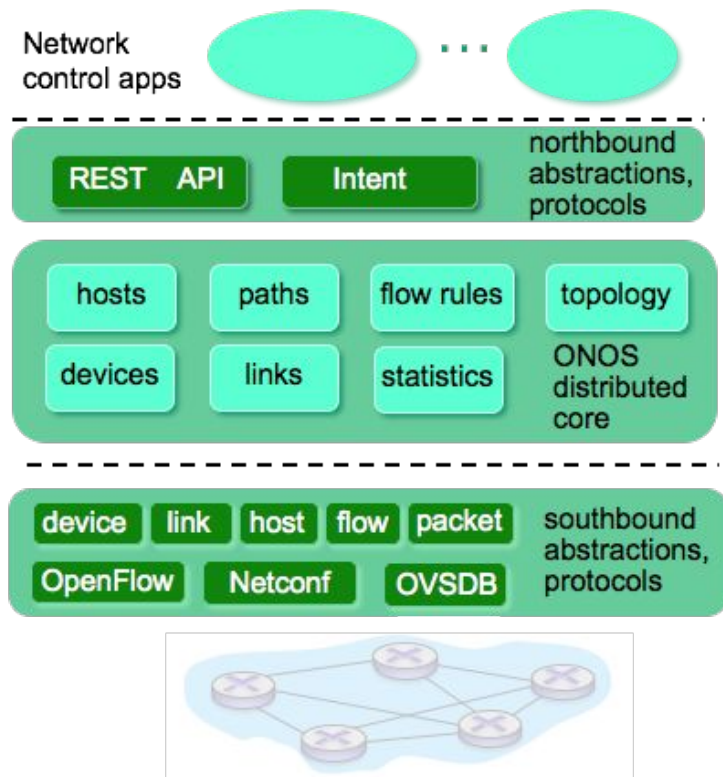 Network
control apps
...
northbound
abstractions,
protocols
REST API
Intent
hosts
paths
flow rules
topology
devices
links
statistics
ONOS
distributed
core
device
link
host
flow
packet
southbound
abstractions,
protocols
OpenFlow
Netconf
OVSDB